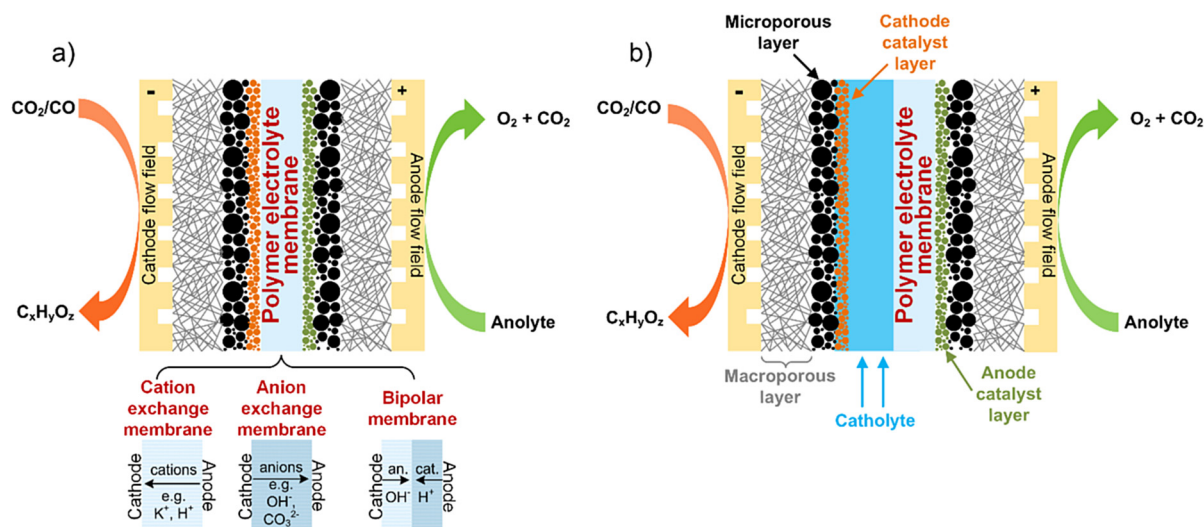 a)
CO₂/CO
CₓHᵧO_z
-
Cathode flow field
Polymer electrolyte
membrane
+
Anode flow field
O₂ + CO₂
Anolyte
Cation
exchange
membrane
Anion
exchange
membrane
Bipolar
membrane
Cathode
cations
e.g.
K⁺, H⁺
Anode
Cathode
anions
e.g.
OH⁻,
CO₃²⁻
Anode
Cathode
an.
OH⁻
cat.
H⁺
Anode
b)
Microporous
layer
Cathode
catalyst
layer
CO₂/CO
CₓHᵧO_z
-
Cathode flow field
Polymer electrolyte
membrane
+
Anode flow field
O₂ + CO₂
Anolyte
Macroporous
layer
Catholyte
Anode
catalyst
layer